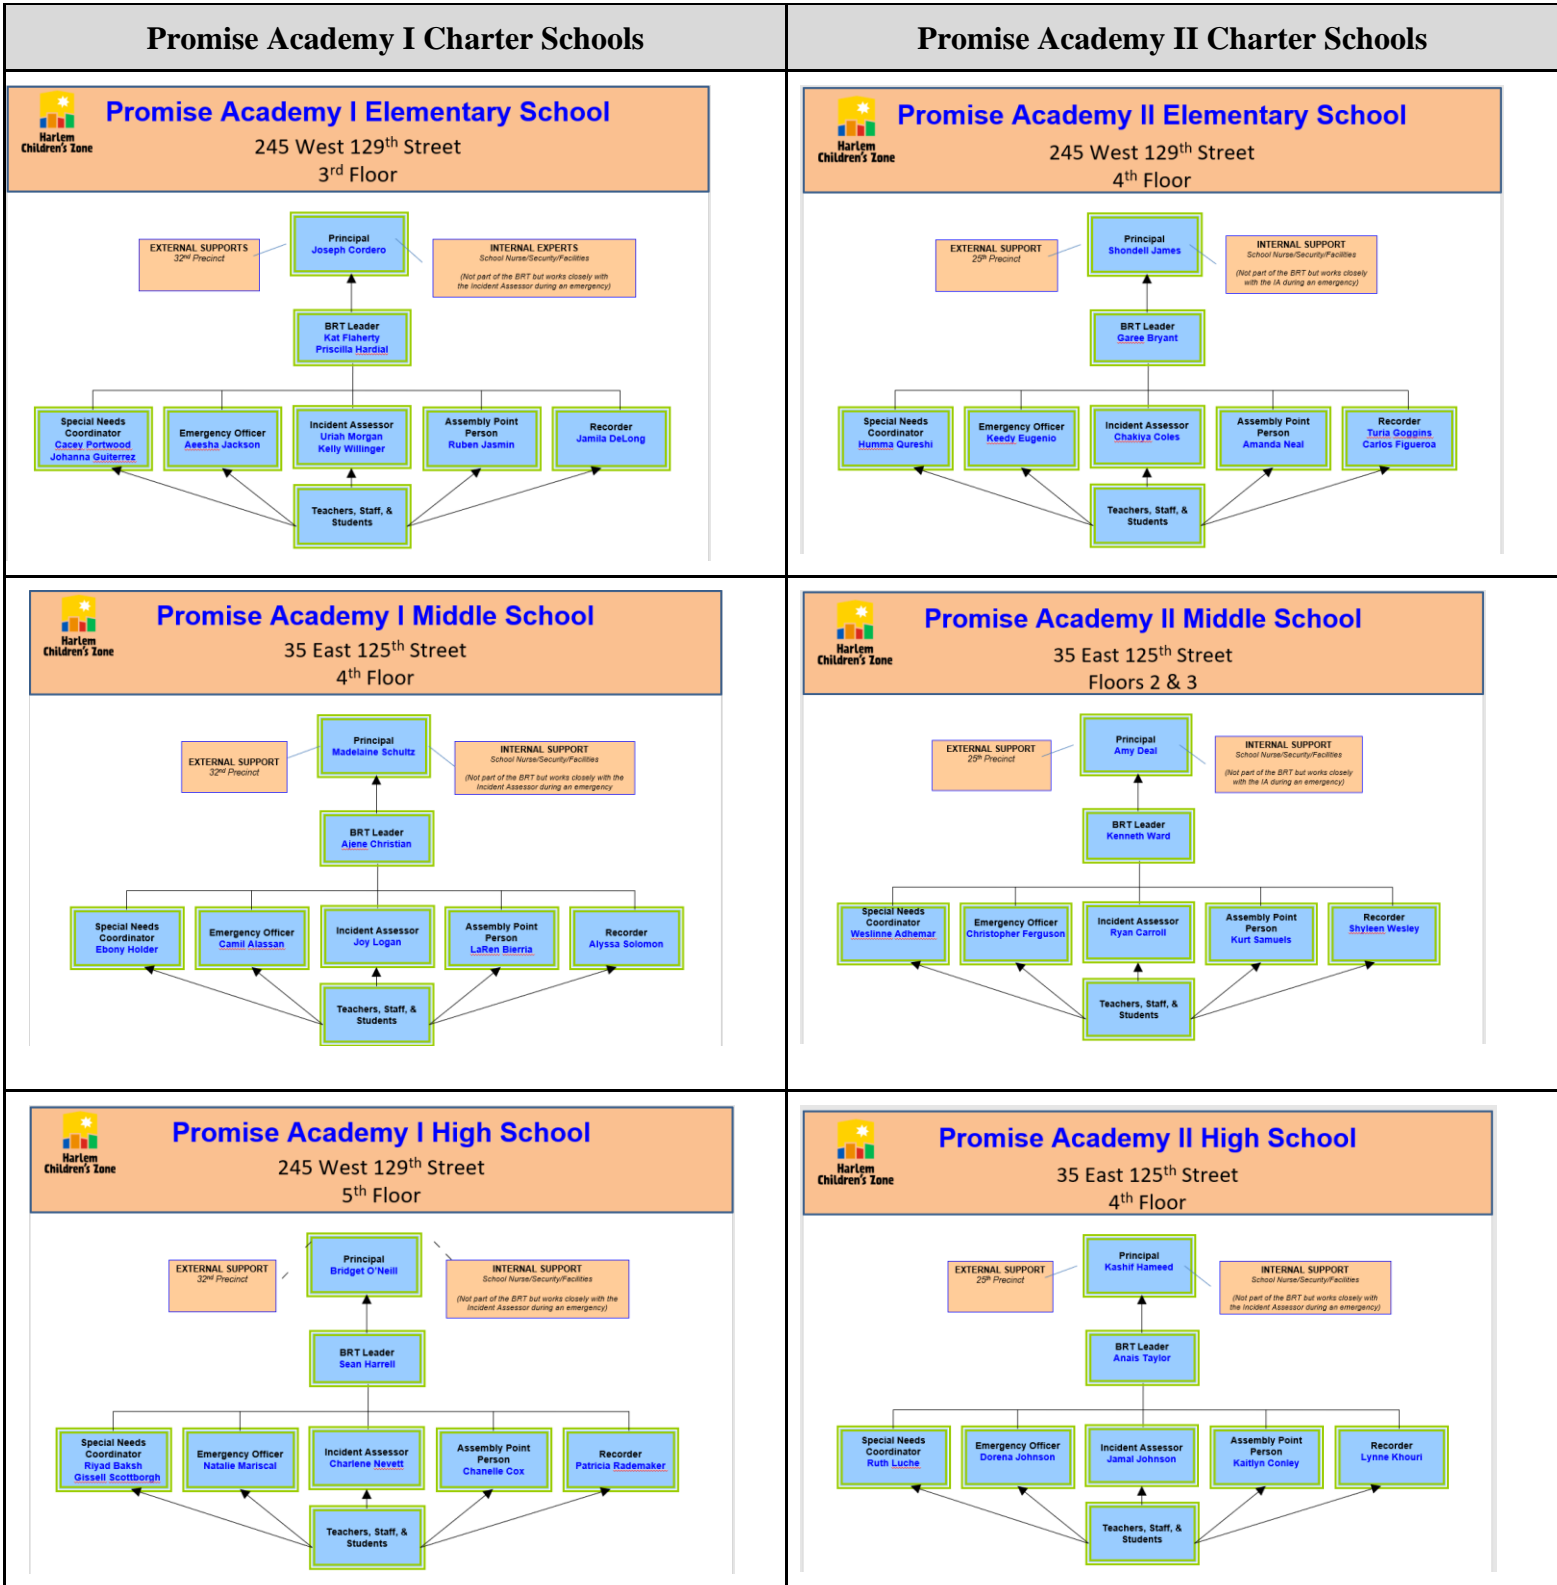 Promise Academy I Charter Schools
Promise Academy II Charter Schools
Harlem
Children's Zone
Promise Academy I Elementary School
245 West 129th Street
3rd Floor
EXTERNAL SUPPORTS
32nd Precinct
Principal
Joseph Cordero
INTERNAL EXPERTS
School Nurse/Security/Facilities
(Not part of the BRT but works closely with
the Incident Assessor during an emergency)
BRT Leader
Kat Flaherty
Priscilla Hardial
Special Needs
Coordinator
Cacey Portwood
Johanna Guiterrez
Emergency Officer
Aeesha Jackson
Incident Assessor
Uriah Morgan
Kelly Willinger
Assembly Point
Person
Ruben Jasmin
Recorder
Jamila DeLong
Teachers, Staff, &
Students
Harlem
Children's Zone
Promise Academy II Elementary School
245 West 129th Street
4th Floor
EXTERNAL SUPPORT
25th Precinct
Principal
Shondell James
INTERNAL SUPPORT
School Nurse/Security/Facilities
(Not part of the BRT but works closely
with the IA during an emergency)
BRT Leader
Garee Bryant
Special Needs
Coordinator
Humma Qureshi
Emergency Officer
Keedy Eugenio
Incident Assessor
Chakiya Coles
Assembly Point
Person
Amanda Neal
Recorder
Turia Goggins
Carlos Figueroa
Teachers, Staff, &
Students
Harlem
Children's Zone
Promise Academy I Middle School
35 East 125th Street
4th Floor
EXTERNAL SUPPORT
32nd Precinct
Principal
Madelaine Schultz
INTERNAL SUPPORT
School Nurse/Security/Facilities
(Not part of the BRT but works closely with the
Incident Assessor during an emergency
BRT Leader
Ajene Christian
Special Needs
Coordinator
Ebony Holder
Emergency Officer
Camil Alassan
Incident Assessor
Joy Logan
Assembly Point
Person
LaRen Bierria
Recorder
Alyssa Solomon
Teachers, Staff, &
Students
Harlem
Children's Zone
Promise Academy II Middle School
35 East 125th Street
Floors 2 & 3
EXTERNAL SUPPORT
25th Precinct
Principal
Amy Deal
INTERNAL SUPPORT
School Nurse/Security/Facilities
(Not part of the BRT but works closely
with the IA during an emergency)
BRT Leader
Kenneth Ward
Special Needs
Coordinator
Weslinne Adhemar
Emergency Officer
Christopher Ferguson
Incident Assessor
Ryan Carroll
Assembly Point
Person
Kurt Samuels
Recorder
Shyleen Wesley
Teachers, Staff, &
Students
Harlem
Children's Zone
Promise Academy I High School
245 West 129th Street
5th Floor
EXTERNAL SUPPORT
32nd Precinct
Principal
Bridget O'Neill
INTERNAL SUPPORT
School Nurse/Security/Facilities
(Not part of the BRT but works closely with the
Incident Assessor during an emergency)
BRT Leader
Sean Harrell
Special Needs
Coordinator
Riyad Baksh
Gissell Scottborgh
Emergency Officer
Natalie Mariscal
Incident Assessor
Charlene Nevett
Assembly Point
Person
Chanelle Cox
Recorder
Patricia Rademaker
Teachers, Staff, &
Students
Harlem
Children's Zone
Promise Academy II High School
35 East 125th Street
4th Floor
EXTERNAL SUPPORT
25th Precinct
Principal
Kashif Hameed
INTERNAL SUPPORT
School Nurse/Security/Facilities
(Not part of the BRT but works closely with
the Incident Assessor during an emergency)
BRT Leader
Anais Taylor
Special Needs
Coordinator
Ruth Luche
Emergency Officer
Dorena Johnson
Incident Assessor
Jamal Johnson
Assembly Point
Person
Kaitlyn Conley
Recorder
Lynne Khouri
Teachers, Staff, &
Students